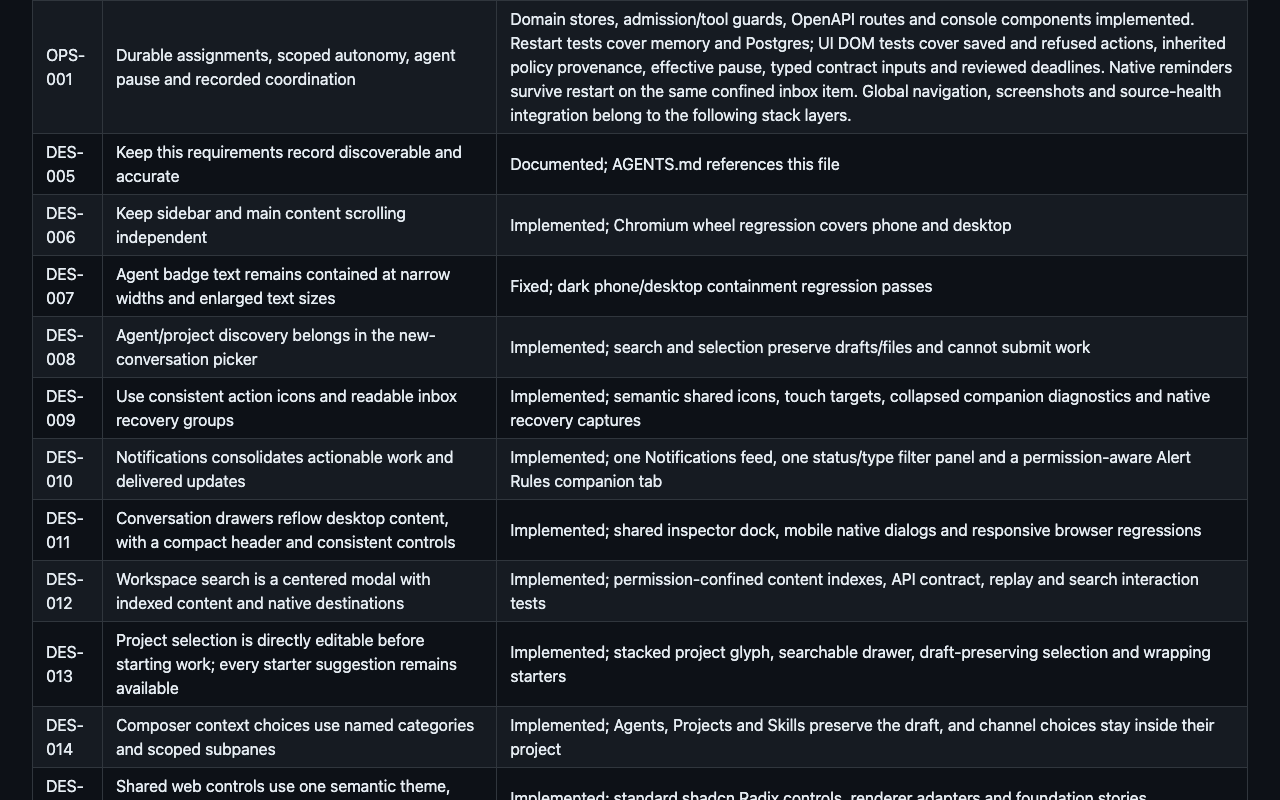 Domain stores, admission/tool guards, OpenAPI routes and console components implemented.
OPS-
Durable assignments, scoped autonomy, agent
Restart tests cover memory and Postgres; UI DOM tests cover saved and refused actions, inherited
001
pause and recorded coordination
policy provenance, effective pause, typed contract inputs and reviewed deadlines. Native reminders
survive restart on the same confined inbox item. Global navigation, screenshots and source-health
integration belong to the following stack layers.
DES-
005
Keep this requirements record discoverable and
accurate
Documented; AGENTS.md references this file
DES-
006
Keep sidebar and main content scrolling
independent
Implemented; Chromium wheel regression covers phone and desktop
DES-
007
Agent badge text remains contained at narrow
widths and enlarged text sizes
Fixed; dark phone/desktop containment regression passes
DES-
008
Agent/project discovery belongs in the new-
conversation picker
Implemented; search and selection preserve drafts/files and cannot submit work
DES-
009
Use consistent action icons and readable inbox
recovery groups
Implemented; semantic shared icons, touch targets, collapsed companion diagnostics and native
recovery captures
DES-
010
Notifications consolidates actionable work and
delivered updates
Implemented; one Notifications feed, one status/type filter panel and a permission-aware Alert
Rules companion tab
DES-
011
Conversation drawers reflow desktop content,
with a compact header and consistent controls
Implemented; shared inspector dock, mobile native dialogs and responsive browser regressions
DES-
012
Workspace search is a centered modal with
indexed content and native destinations
Implemented; permission-confined content indexes, API contract, replay and search interaction
tests
DES-
013
Project selection is directly editable before
starting work; every starter suggestion remains
available
Implemented; stacked project glyph, searchable drawer, draft-preserving selection and wrapping
starters
DES-
014
Composer context choices use named categories
and scoped subpanes
Implemented; Agents, Projects and Skills preserve the draft, and channel choices stay inside their
project
DES-
Shared web controls use one semantic theme,
Implemented; standard shadcn Radix controls, renderer adapters and foundation stories